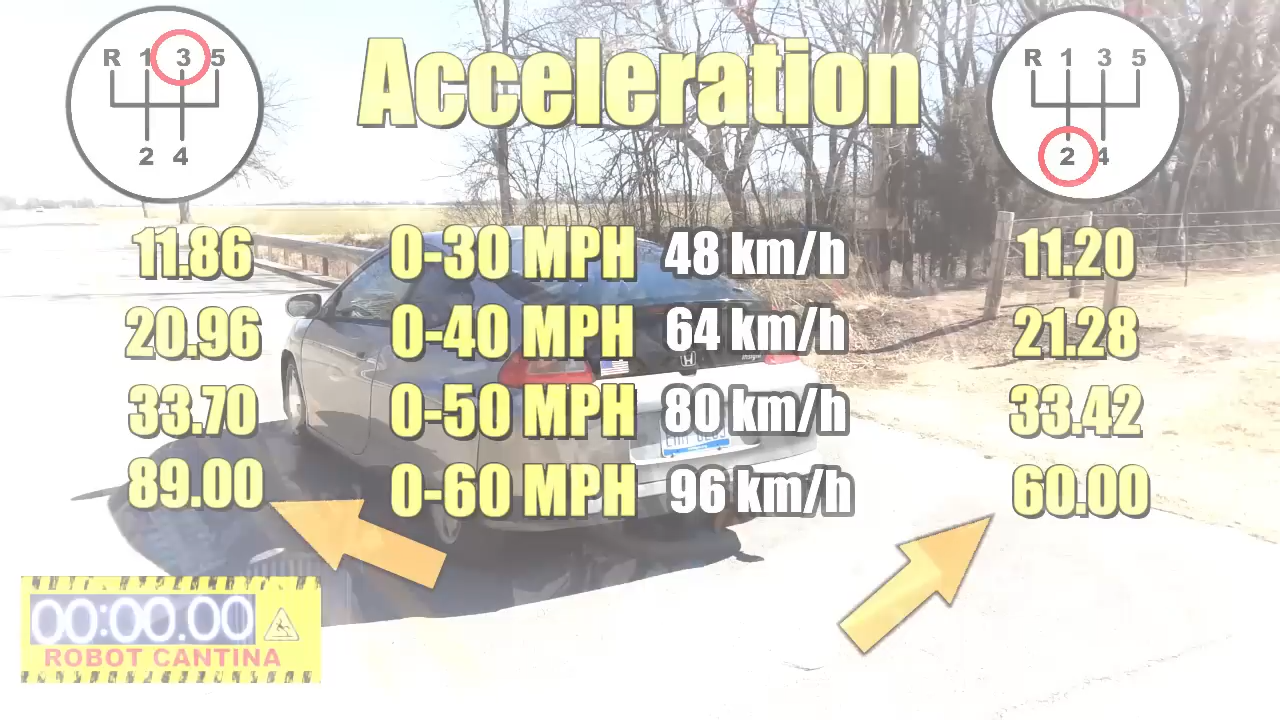 Acceleration
R 1 3 5
2 4
R 1 3 5
2 4
11.86 0-30 MPH 48 km/h 11.20
20.96 0-40 MPH 64 km/h 21.28
33.70 0-50 MPH 80 km/h 33.42
89.00 0-60 MPH 96 km/h 60.00
00:00.00
ROBOT CANTINA